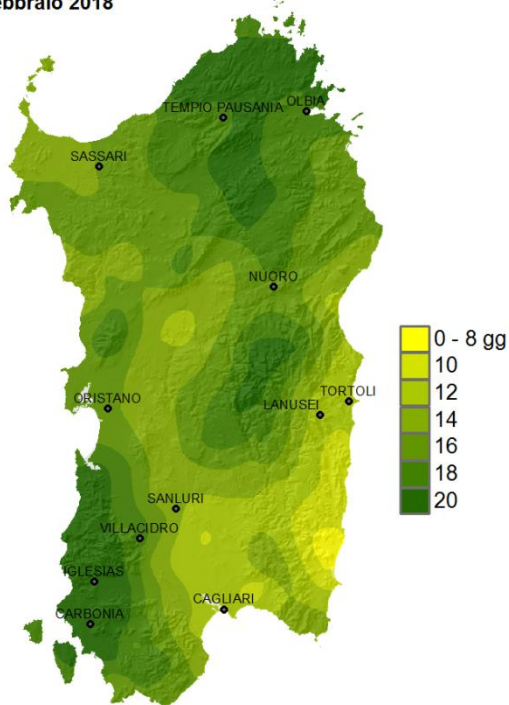 ebbraio 2018
TEMPIO PAUSANIA
OLBIA
SASSARI
NUORO
ORISTANO
TORTOLI
LANUSEI
SANLURI
VILLACIDRO
IGLESIAS
CARBONIA
CAGLIARI
0 - 8 gg
10
12
14
16
18
20